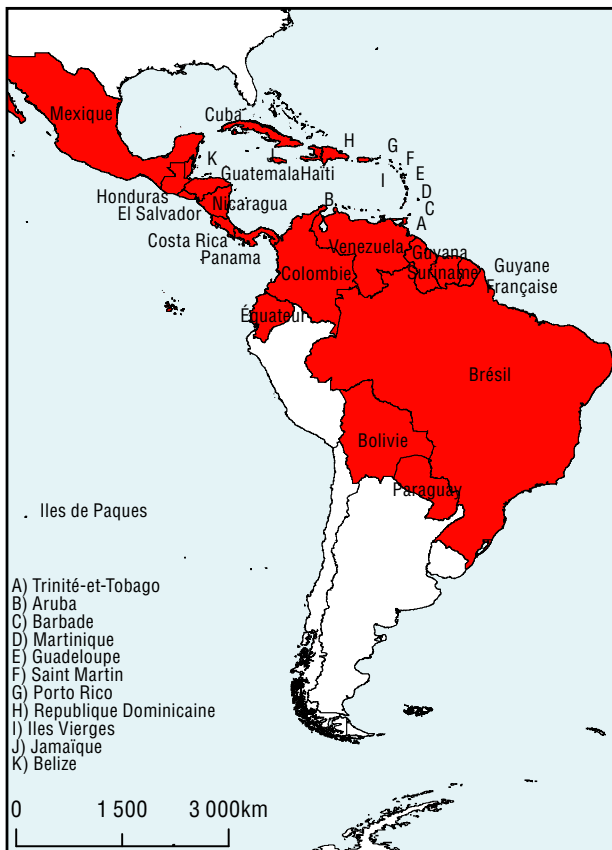 Mexique
Cuba
H
G
F
E
D
C
A
I
J
K
B
GuatemalaHaïti
Honduras
El Salvador
Nicaragua
Costa Rica
Panama
Venezuela
Guyana
Suriname
Guyane
Française
Colombie
Équateur
Brésil
Bolivie
Paraguay
Iles de Paques
A) Trinité-et-Tobago
B) Aruba
C) Barbade
D) Martinique
E) Guadeloupe
F) Saint Martin
G) Porto Rico
H) Republique Dominicaine
I) Iles Vierges
J) Jamaïque
K) Belize
0 1 500 3 000km